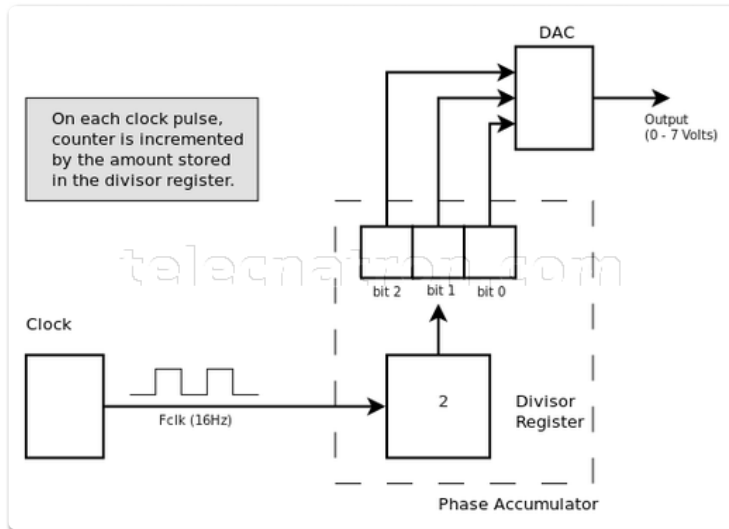 DAC
On each clock pulse,
counter is incremented
by the amount stored
in the divisor register.
Output
(0 - 7 Volts)
telecnatron.com
bit 2
bit 1
bit 0
Clock
2
Divisor
Register
Fclk (16Hz)
Phase Accumulator